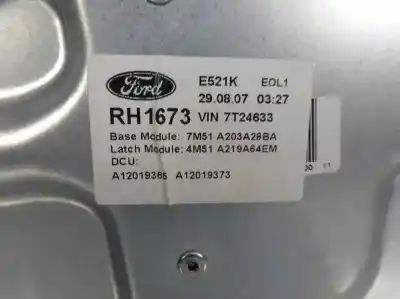 Ford E521K EOL1
29.08.07 03:27
RH1673 VIN 7T24633
Base Module: 7M51 A203A28BA
Latch Module: 4M51 A219A64EM
DCU:
A12019365 A12019373